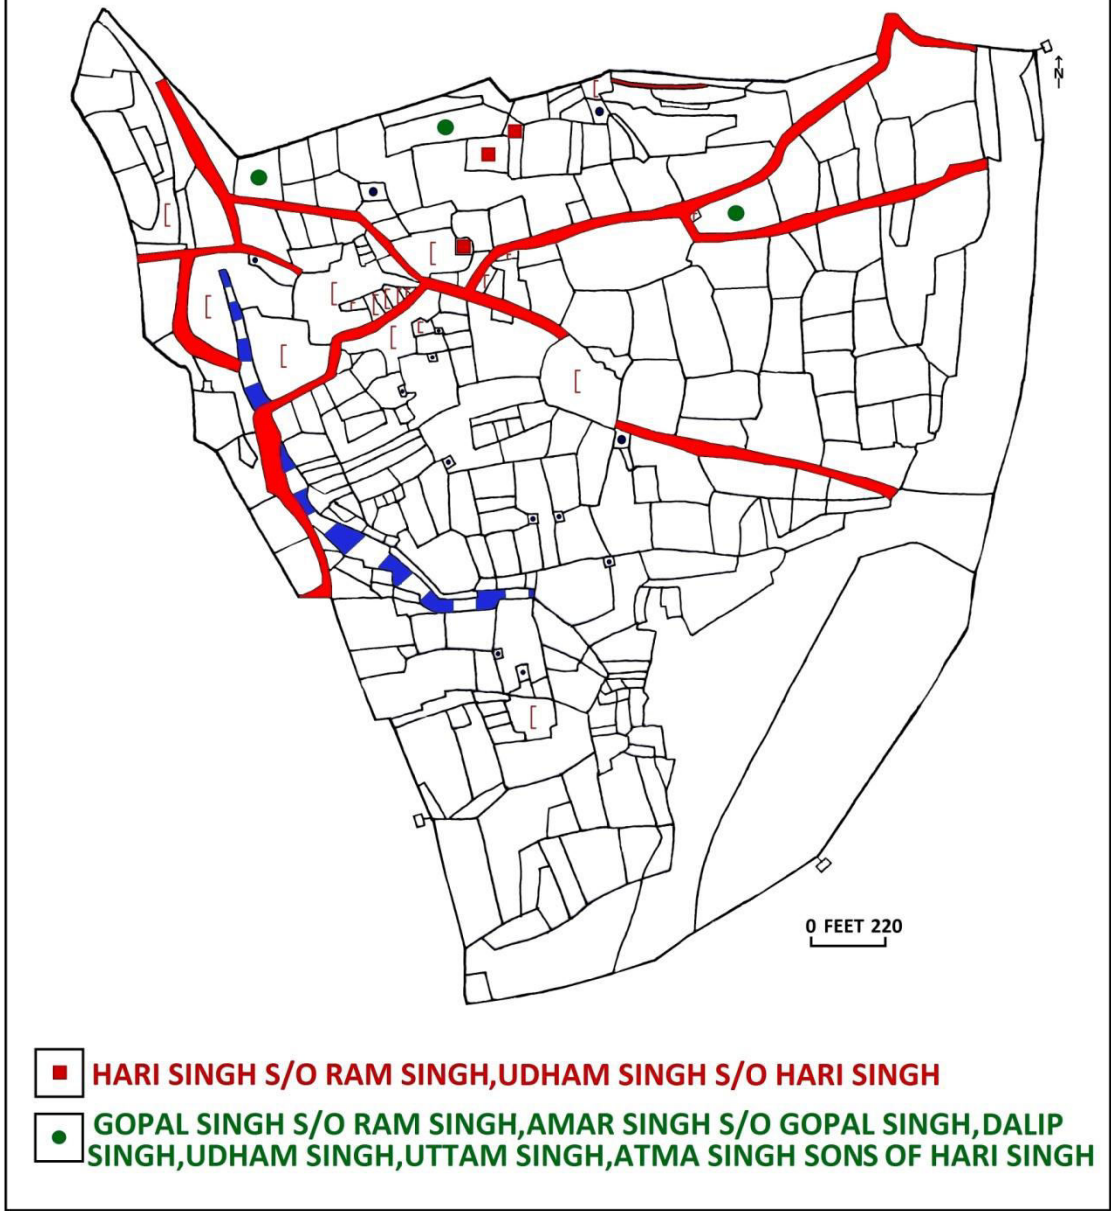 N
0 FEET 220
HARI SINGH S/O RAM SINGH,UDHAM SINGH S/O HARI SINGH
GOPAL SINGH S/O RAM SINGH,AMAR SINGH S/O GOPAL SINGH,DALIP
SINGH,UDHAM SINGH,UTTAM SINGH,ATMA SINGH SONS OF HARI SINGH